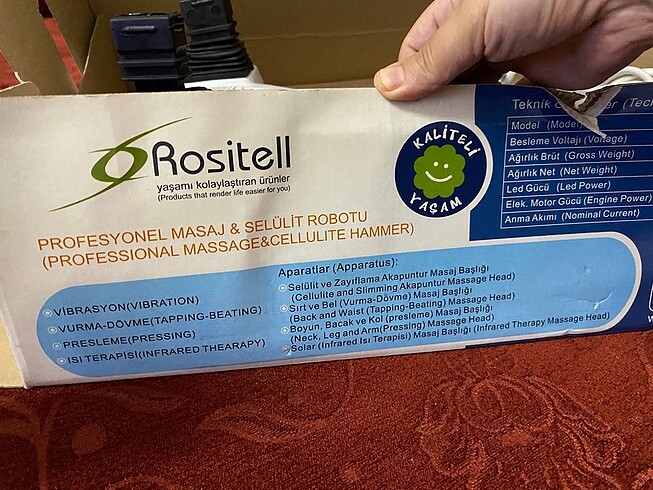 Rositell
yaşamı kolaylaştıran ürünler
(Products that render life easier for you)
KALİTELİ
YAŞAM
PROFESYONEL MASAJ & SELÜLİT ROBOTU
(PROFESSIONAL MASSAGE&CELLULITE HAMMER)
VİBRASYON(VIBRATION)
VURMA-DÖVME(TAPPING-BEATING)
PRESLEME(PRESSING)
ISI TERAPİSİ(INFRARED THEARAPY)
Aparatlar (Apparatus):
Selülit ve Zayıflama Akapuntur Masaj Başlığı
(Cellulite and Slimming Akapuntur Massage Head)
Sırt ve Bel (Vurma-Dövme) Masaj Başlığı
(Back and Waist (Tapping-Beating) Massage Head)
Boyun, Bacak ve Kol (presleme) Masaj Başlığı
(Neck, Leg and Arm(Pressing) Massage Head)
Solar (Infrared Isı Terapisi) Masaj Başlığı (Infrared Therapy Massage Head)
Teknik (Tec
Model (Model)
Besleme Voltajı (Voltage)
Ağırlık Brüt (Gross Weight)
Ağırlık Net (Net Weight)
Led Gücü (Led Power)
Elek. Motor Gücü (Engine Power)
Anma Akımı (Nominal Current)